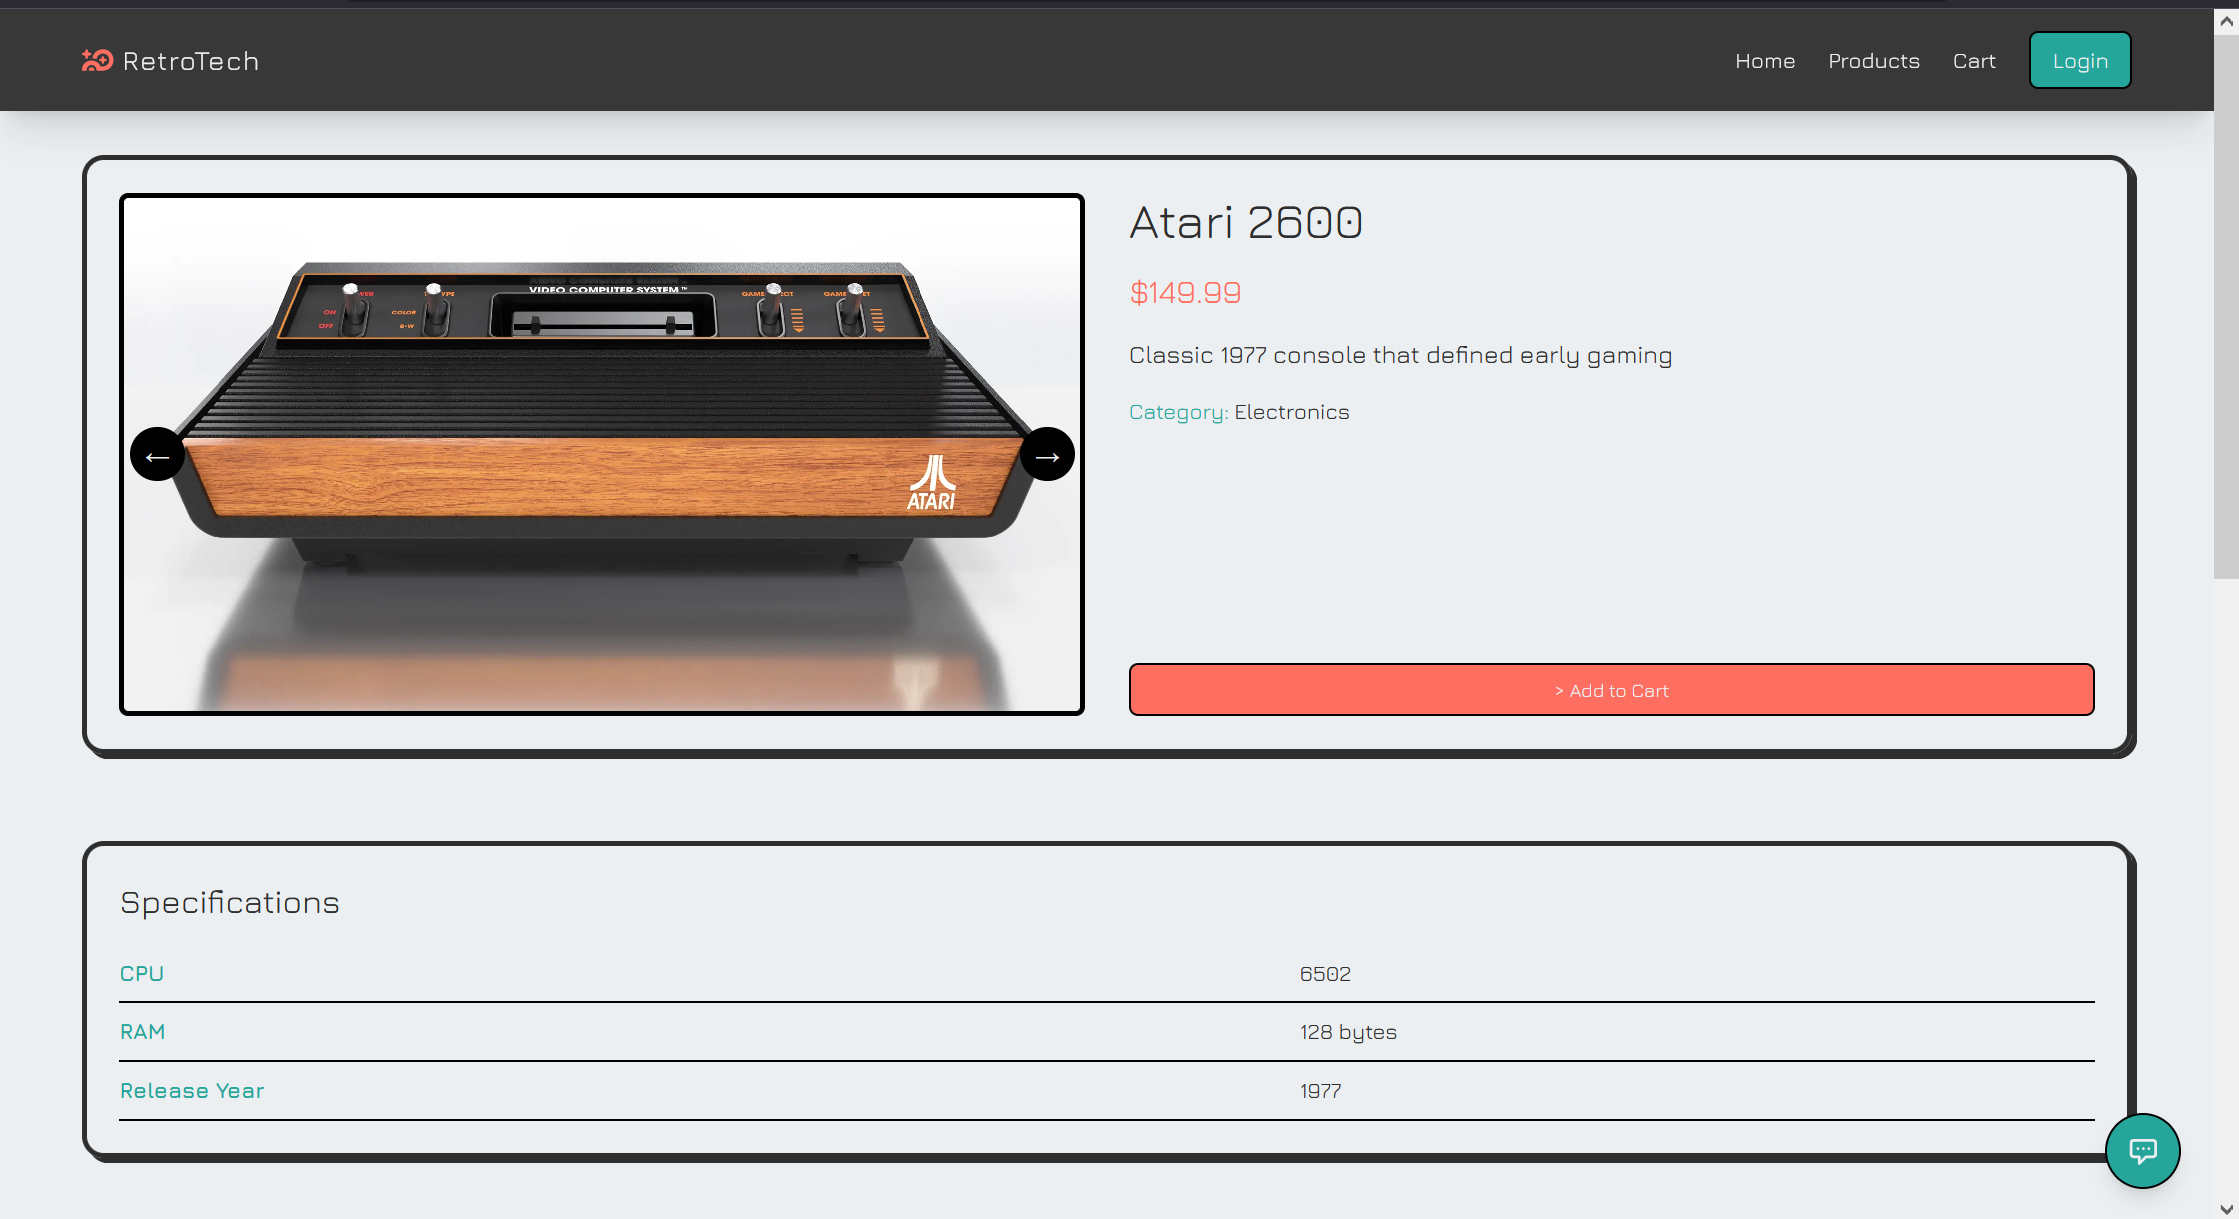 RetroTech
Home Products Cart Login
VIDEO COMPUTER SYSTEM™
ON
OFF
COLOR
B•W
GAME
GAME
ATARI
Atari 2600
$149.99
Classic 1977 console that defined early gaming
Category: Electronics
> Add to Cart
Specifications
CPU 6502
RAM 128 bytes
Release Year 1977